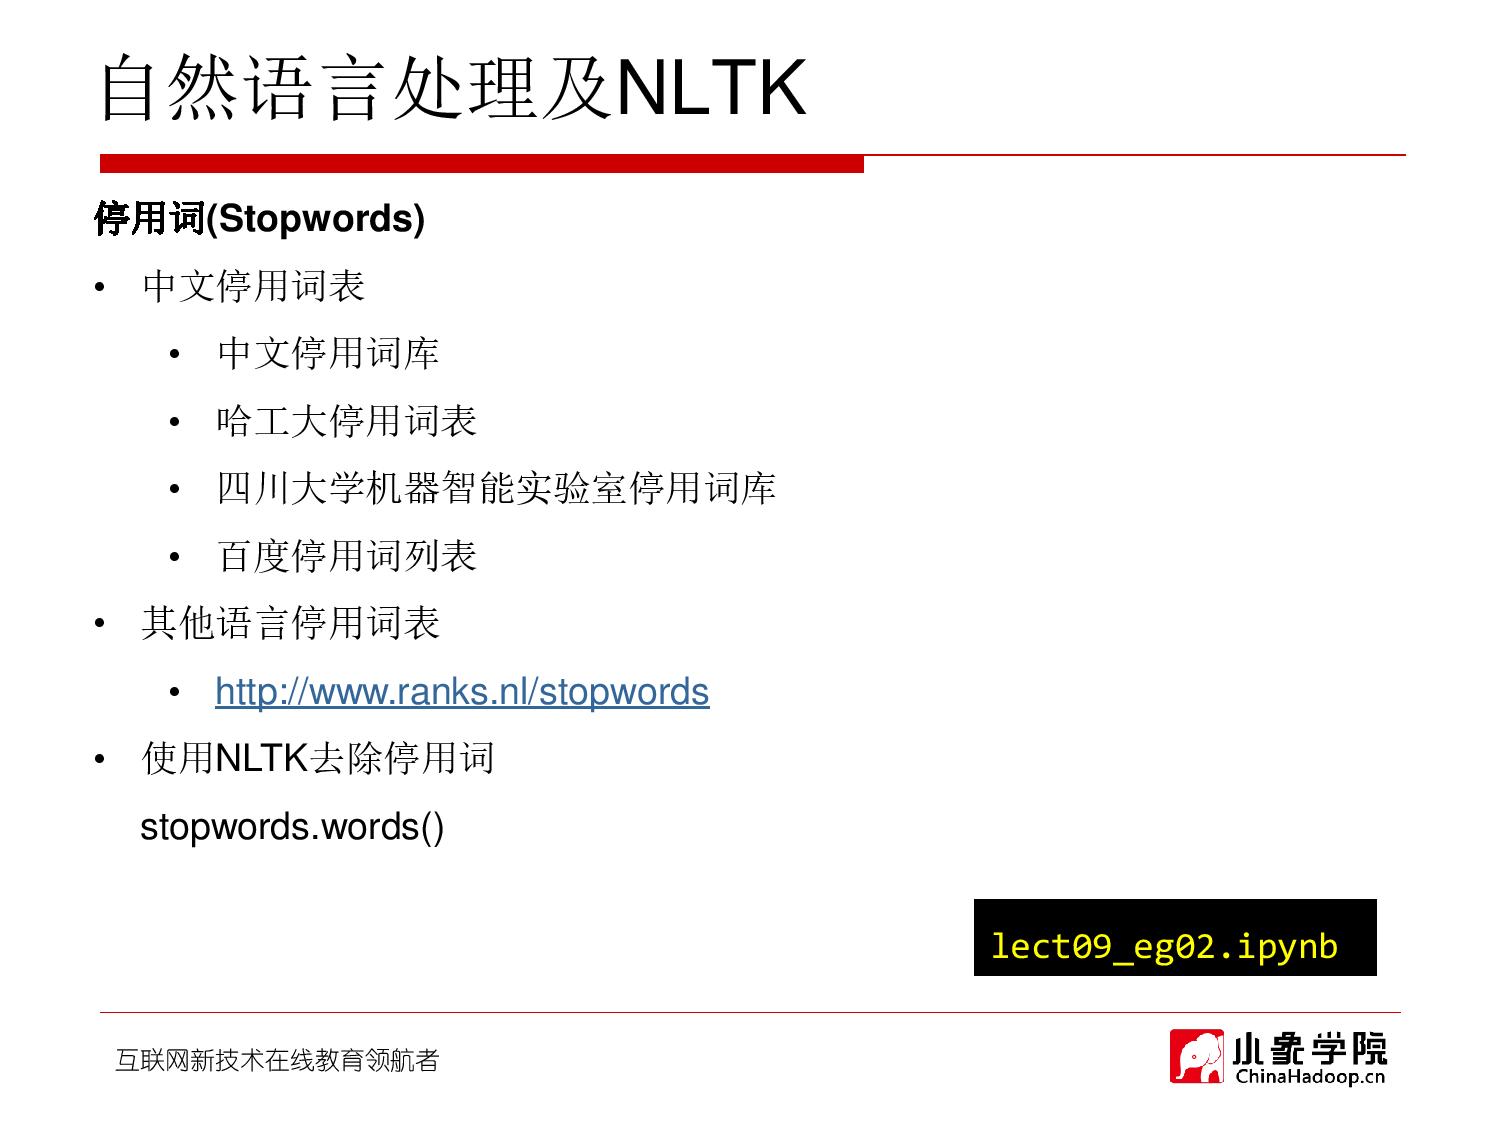 自然语言处理及NLTK
停用词(Stopwords)
• 中文停用词表
• 中文停用词库
• 哈工大停用词表
• 四川大学机器智能实验室停用词库
• 百度停用词列表
• 其他语言停用词表
• http://www.ranks.nl/stopwords
• 使用NLTK去除停用词
stopwords.words()
lect09_eg02.ipynb
互联网新技术在线教育领航者
小象学院
ChinaHadoop.cn